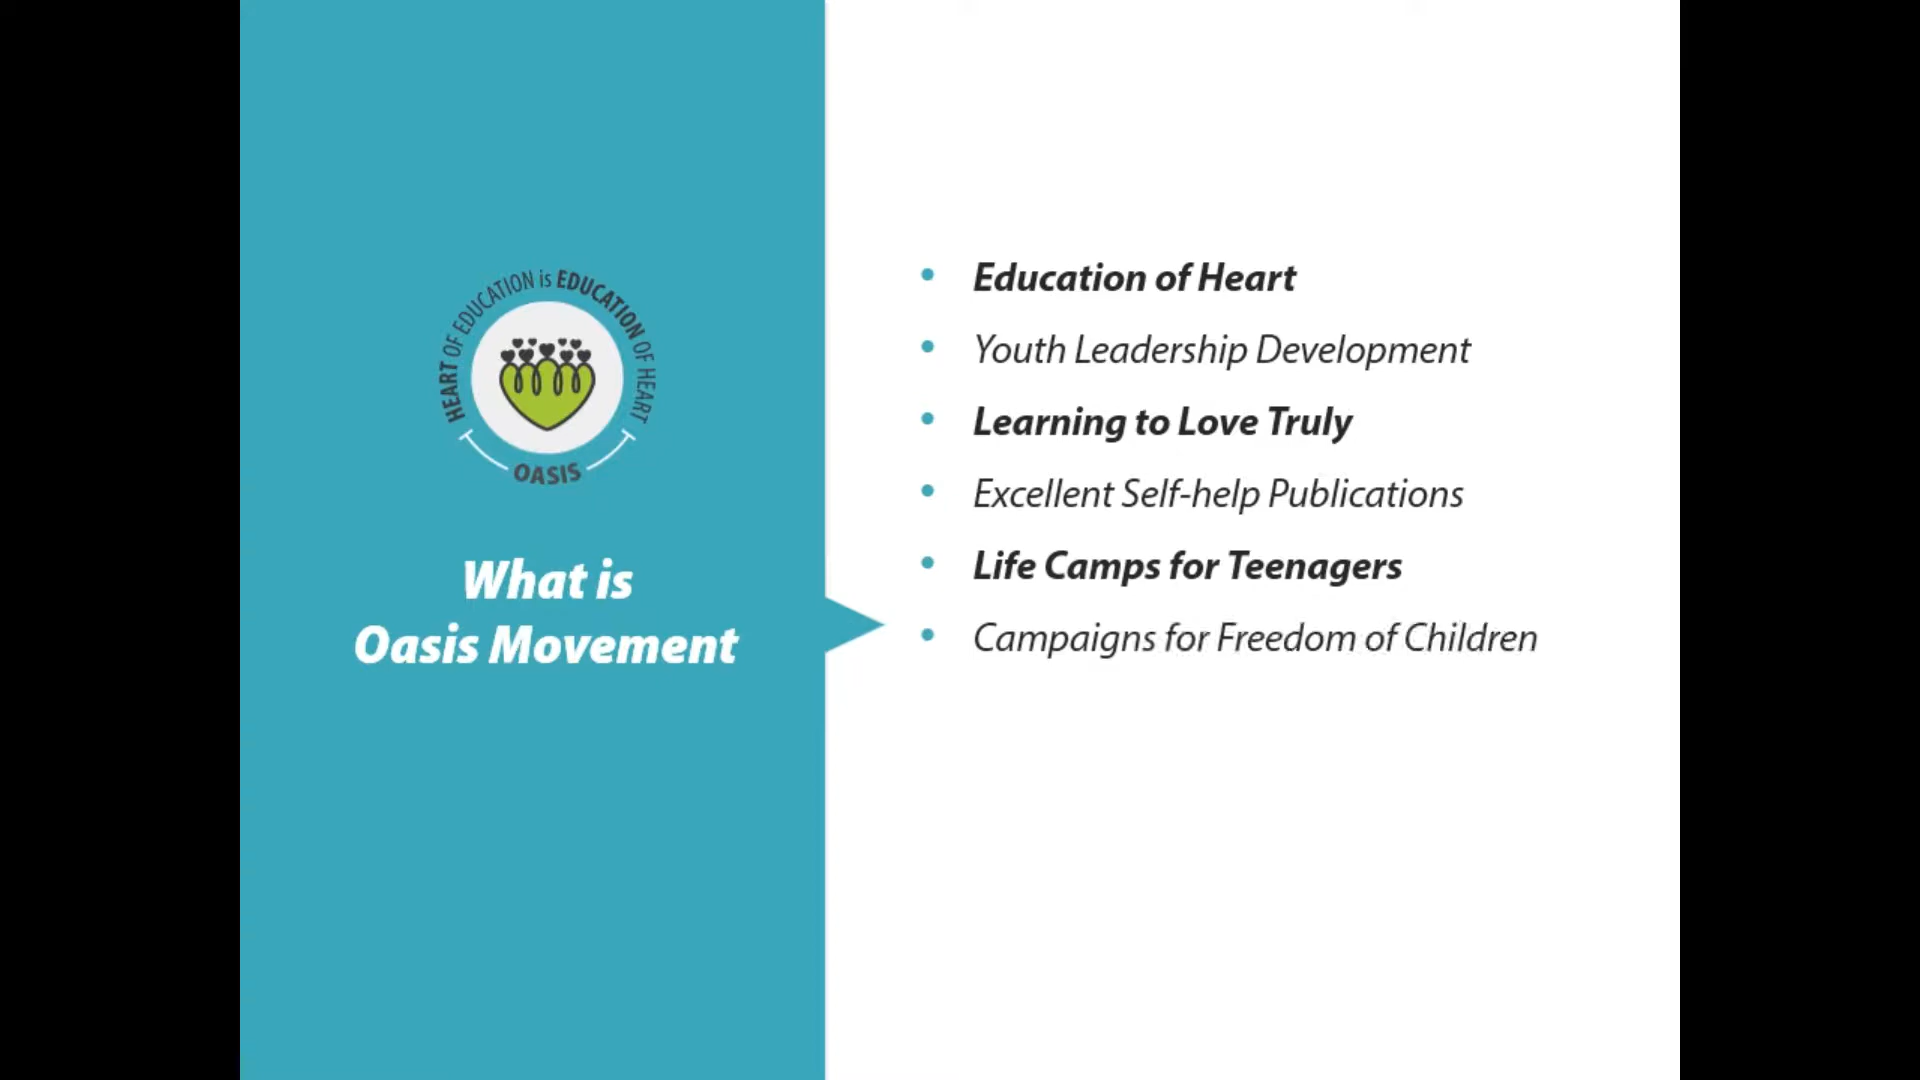 HEART OF EDUCATION is EDUCATION OF HEART
OASIS
What is
Oasis Movement
Education of Heart
Youth Leadership Development
Learning to Love Truly
Excellent Self-help Publications
Life Camps for Teenagers
Campaigns for Freedom of Children